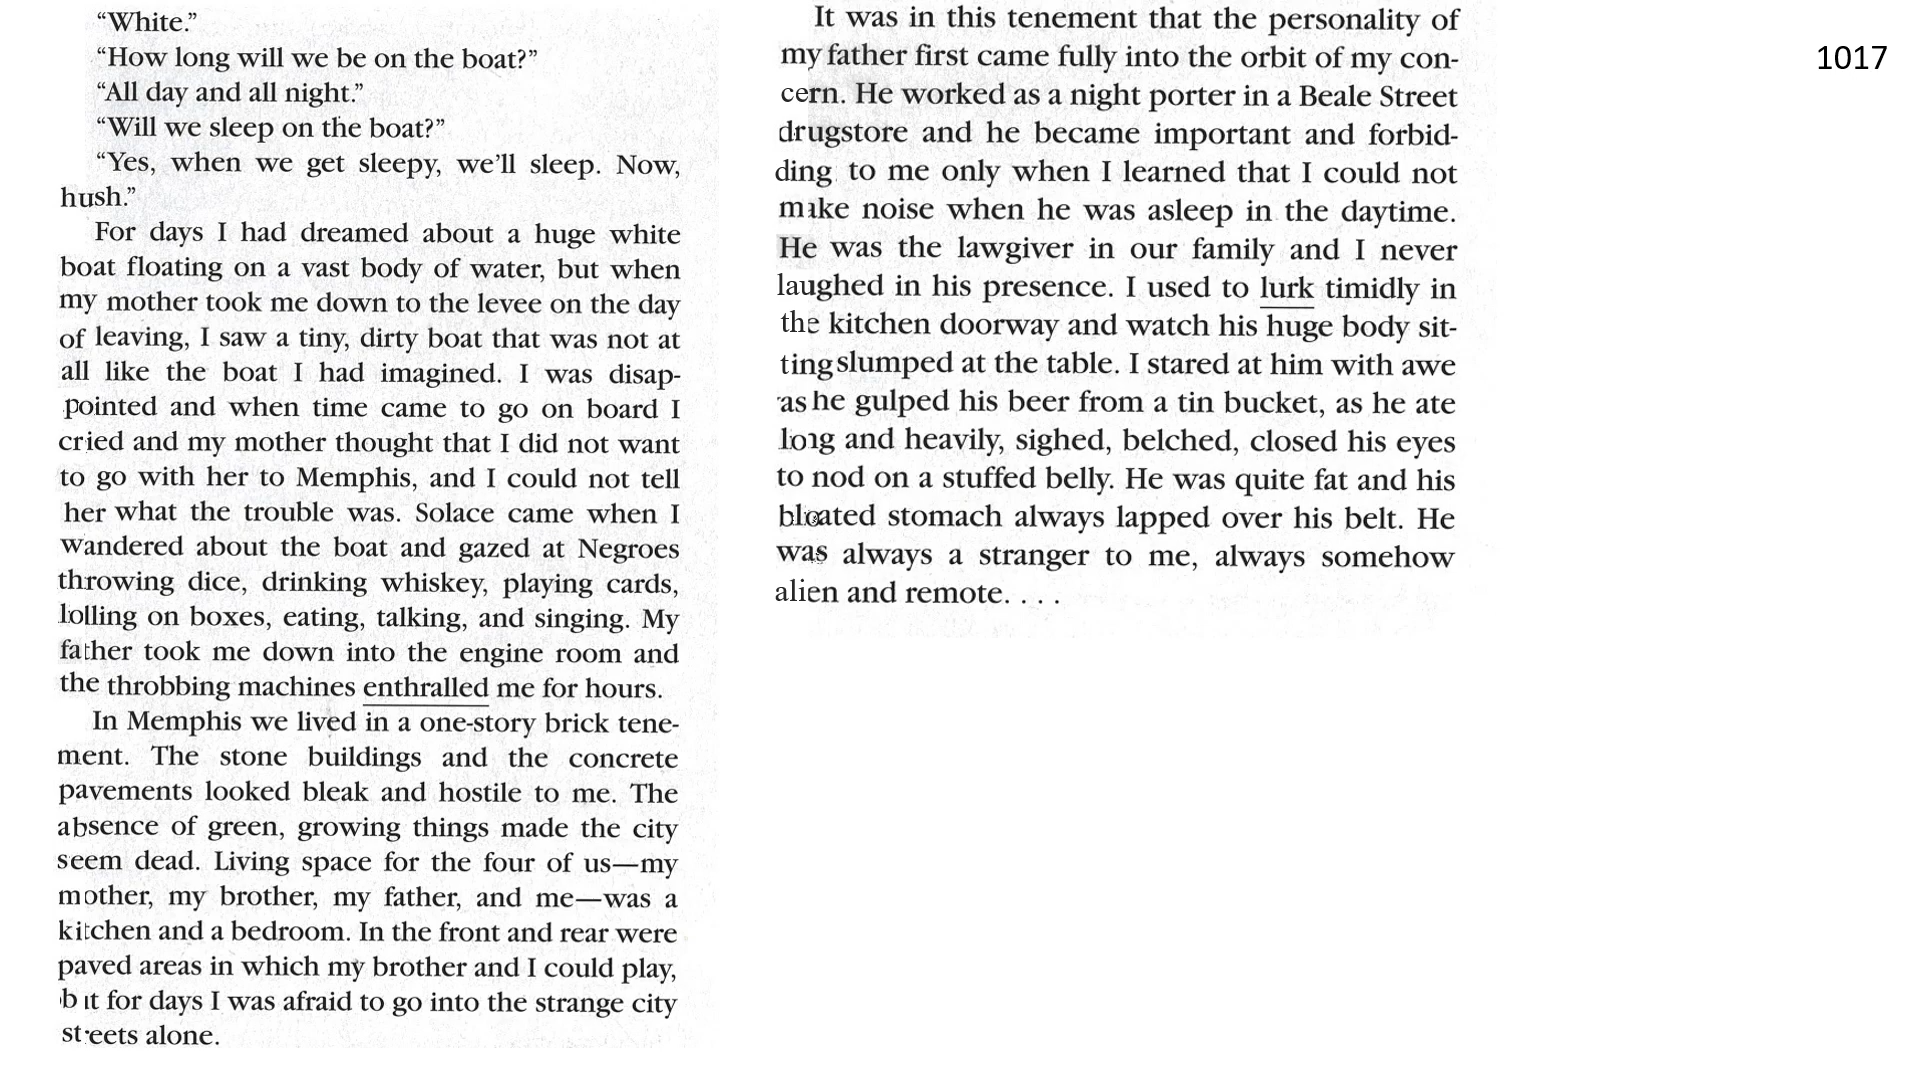 “White.”
“How long will we be on the boat?”
“All day and all night.”
“Will we sleep on the boat?”
“Yes, when we get sleepy, we’ll sleep. Now,
hush.”
For days I had dreamed about a huge white
boat floating on a vast body of water, but when
my mother took me down to the levee on the day
of leaving, I saw a tiny, dirty boat that was not at
all like the boat I had imagined. I was disap-
pointed and when time came to go on board I
cried and my mother thought that I did not want
to go with her to Memphis, and I could not tell
her what the trouble was. Solace came when I
wandered about the boat and gazed at Negroes
throwing dice, drinking whiskey, playing cards,
lolling on boxes, eating, talking, and singing. My
father took me down into the engine room and
the throbbing machines enthralled me for hours.
In Memphis we lived in a one-story brick tene-
ment. The stone buildings and the concrete
pavements looked bleak and hostile to me. The
absence of green, growing things made the city
seem dead. Living space for the four of us—my
mother, my brother, my father, and me—was a
kitchen and a bedroom. In the front and rear were
paved areas in which my brother and I could play,
but for days I was afraid to go into the strange city
streets alone.
It was in this tenement that the personality of
my father first came fully into the orbit of my con-
cern. He worked as a night porter in a Beale Street
drugstore and he became important and forbid-
ding to me only when I learned that I could not
make noise when he was asleep in the daytime.
He was the lawgiver in our family and I never
laughed in his presence. I used to lurk timidly in
the kitchen doorway and watch his huge body sit-
ting slumped at the table. I stared at him with awe
as he gulped his beer from a tin bucket, as he ate
long and heavily, sighed, belched, closed his eyes
to nod on a stuffed belly. He was quite fat and his
bloated stomach always lapped over his belt. He
was always a stranger to me, always somehow
alien and remote. . . .
1017